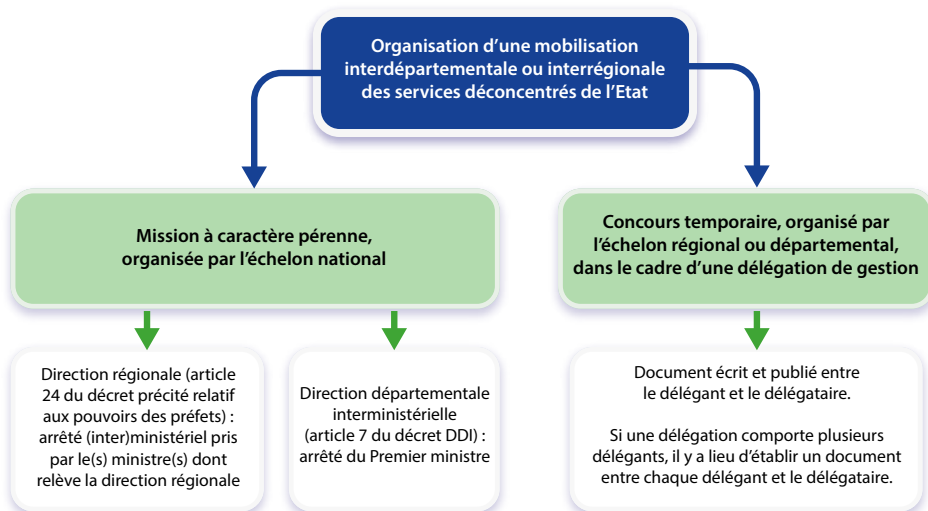 Organisation d’une mobilisation
interdépartementale ou interrégionale
des services déconcentrés de l’Etat
Mission à caractère pérenne,
organisée par l’échelon national
Concours temporaire, organisé par
l’échelon régional ou départemental,
dans le cadre d’une délégation de gestion
Direction régionale (article
24 du décret précité relatif
aux pouvoirs des préfets) :
arrêté (inter)ministériel pris
par le(s) ministre(s) dont
relève la direction régionale
Direction départementale
interministérielle
(article 7 du décret DDI) :
arrêté du Premier ministre
Document écrit et publié entre
le délégant et le délégataire.
Si une délégation comporte plusieurs
délégants, il y a lieu d’établir un document
entre chaque délégant et le délégataire.